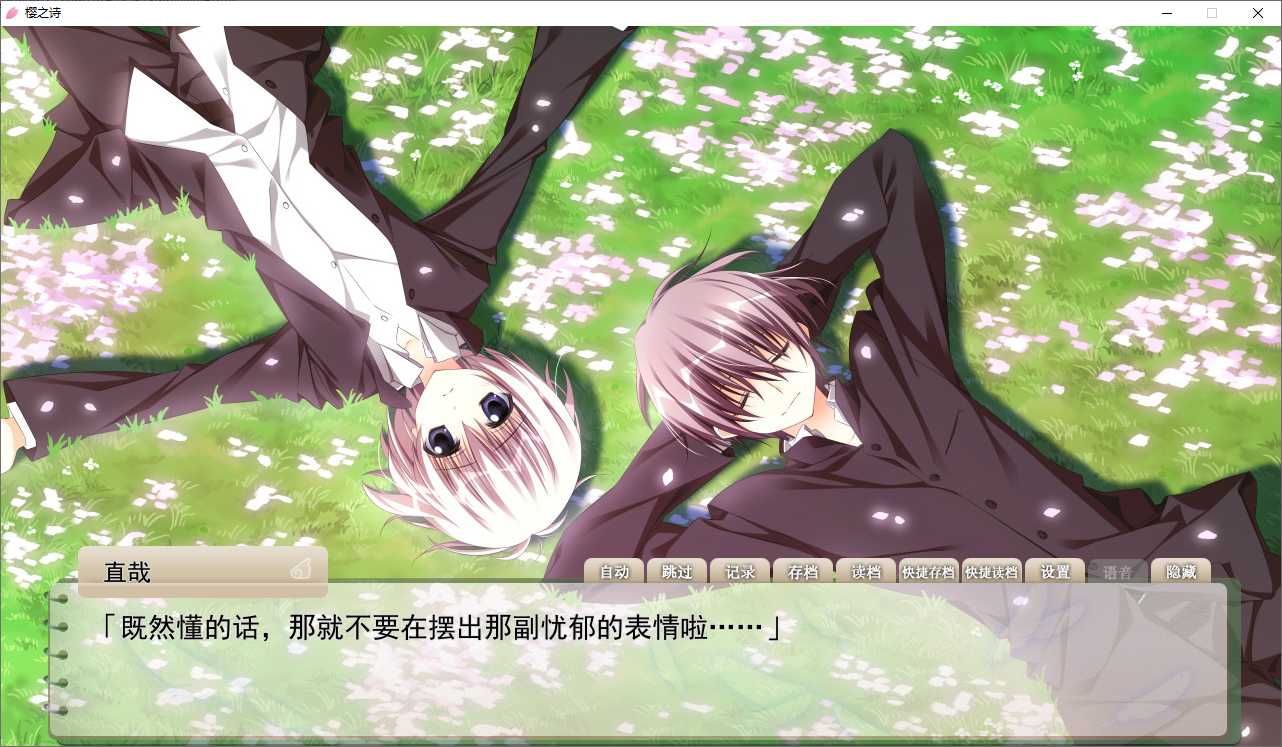 樱之诗
直哉
自动 跳过 记录 存档 读档 快捷存档 快捷读档 设置 语音 隐藏
「既然懂的话，那就不要在摆出那副忧郁的表情啦……」